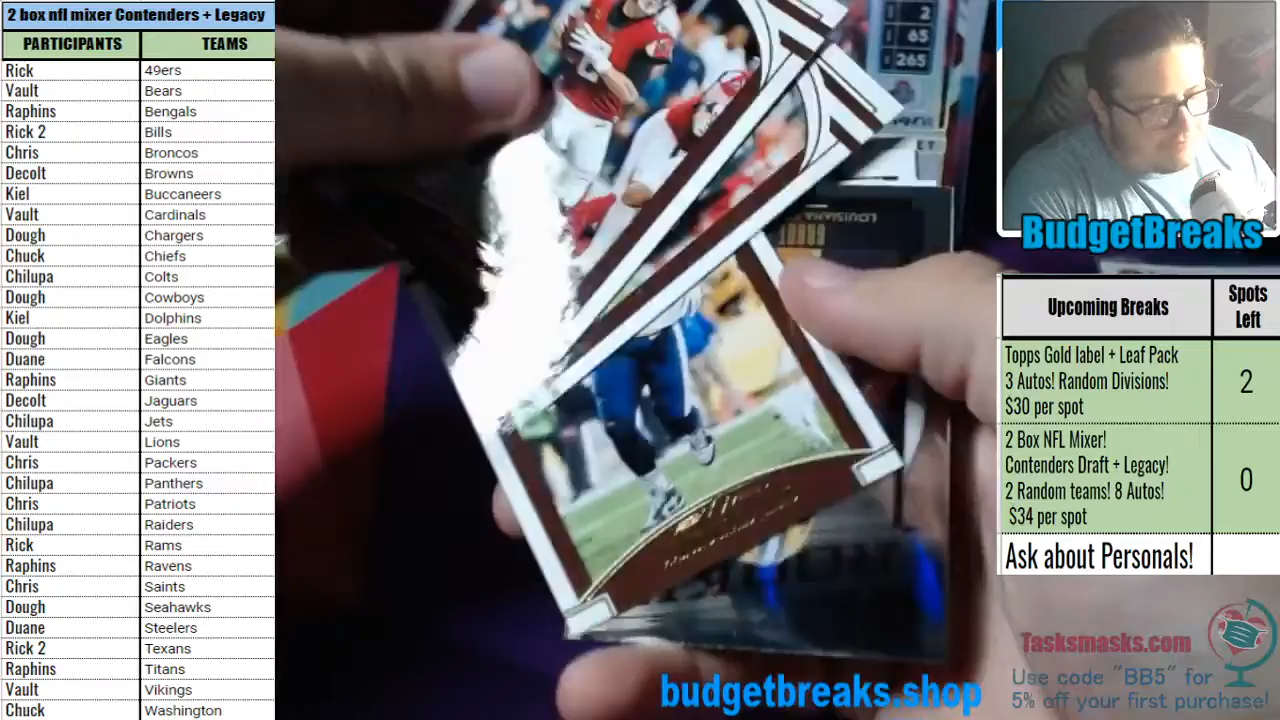 2 box nfl mixer Contenders + Legacy
PARTICIPANTS TEAMS
Rick 49ers
Vault Bears
Raphins Bengals
Rick 2 Bills
Chris Broncos
Decolt Browns
Kiel Buccaneers
Vault Cardinals
Dough Chargers
Chuck Chiefs
Chilupa Colts
Dough Cowboys
Kiel Dolphins
Dough Eagles
Duane Falcons
Raphins Giants
Decolt Jaguars
Chilupa Jets
Vault Lions
Chris Packers
Chilupa Panthers
Chris Patriots
Chilupa Raiders
Rick Rams
Raphins Ravens
Chris Saints
Dough Seahawks
Duane Steelers
Rick 2 Texans
Raphins Titans
Vault Vikings
Chuck Washington
2
65
265
LOUISIANA
BudgetBreaks
Upcoming Breaks Spots Left
Topps Gold label + Leaf Pack
3 Autos! Random Divisions!
$30 per spot
2
2 Box NFL Mixer!
Contenders Draft + Legacy!
2 Random teams! 8 Autos!
$34 per spot
0
Ask about Personals!
Tasksmasks.com
Use code "BB5" for
5% off your first purchase!
budgetbreaks.shop